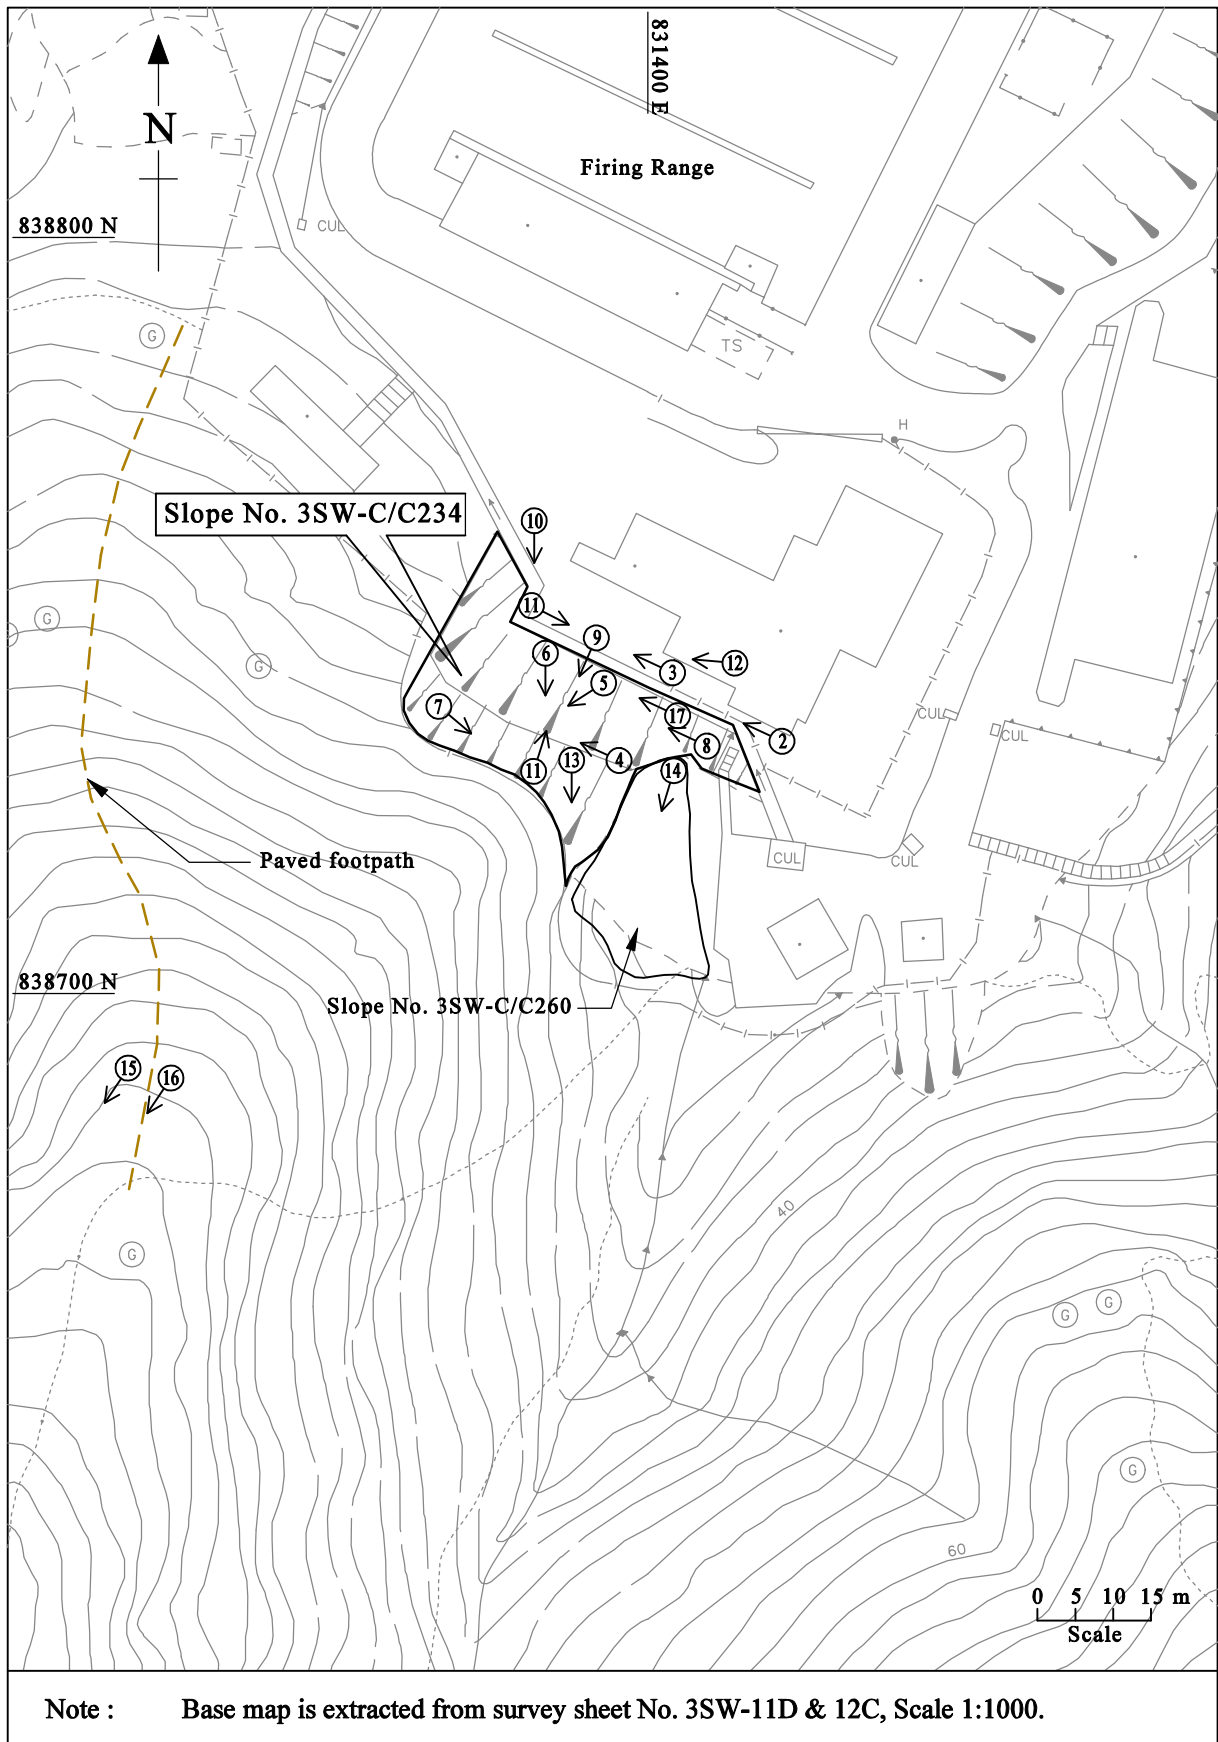 831400 E
N
Firing Range
838800 N
CUL
G
TS
H
Slope No. 3SW-C/C234
10
11
9
G
6
3
12
G
5
7
17
CUL
CUL
2
8
4
11
13
14
Paved footpath
CUL
CUL
838700 N
Slope No. 3SW-C/C260
15
16
40
G
G
G
G
60
0 5 10 15 m
Scale
Note : Base map is extracted from survey sheet No. 3SW-11D & 12C, Scale 1:1000.